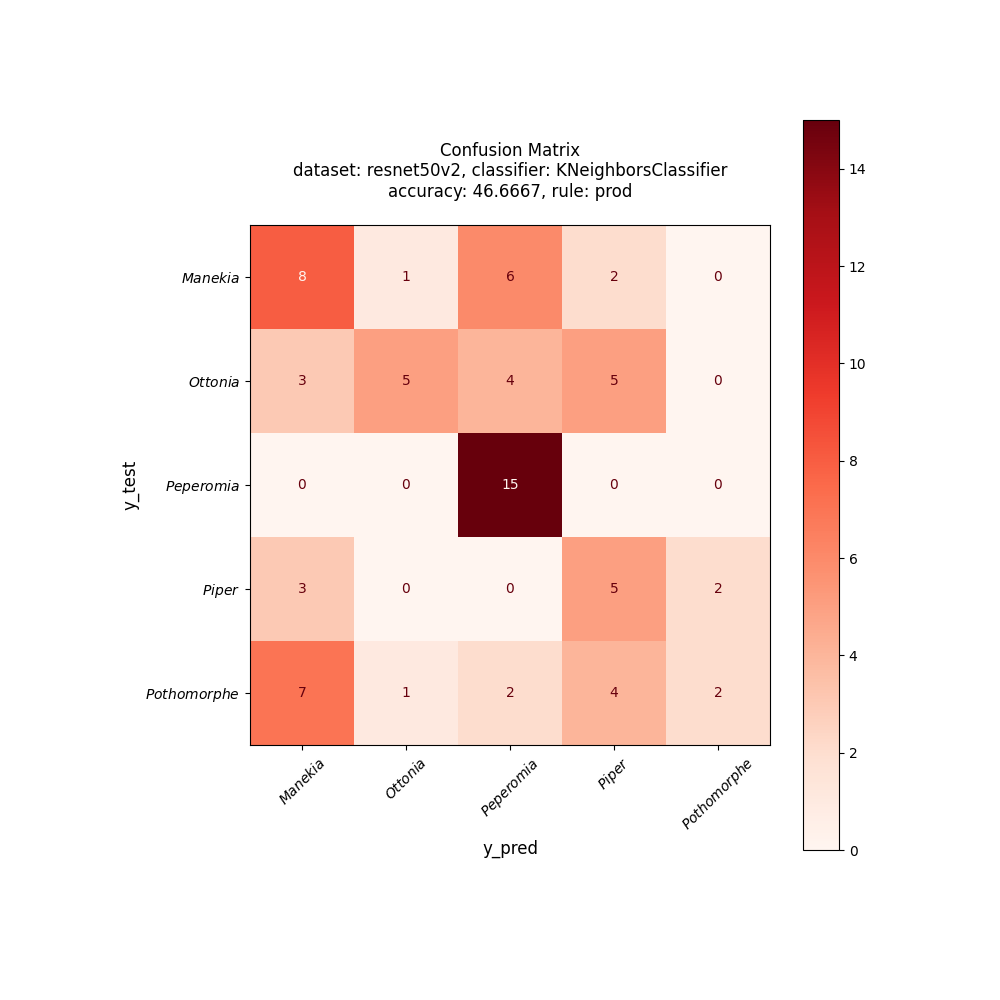 Confusion Matrix
dataset: resnet50v2, classifier: KNeighborsClassifier
accuracy: 46.6667, rule: prod
y_test
Manekia 8 1 6 2 0
Ottonia 3 5 4 5 0
Peperomia 0 0 15 0 0
Piper 3 0 0 5 2
Pothomorphe 7 1 2 4 2
Manekia Ottonia Peperomia Piper Pothomorphe
y_pred
14
12
10
8
6
4
2
0